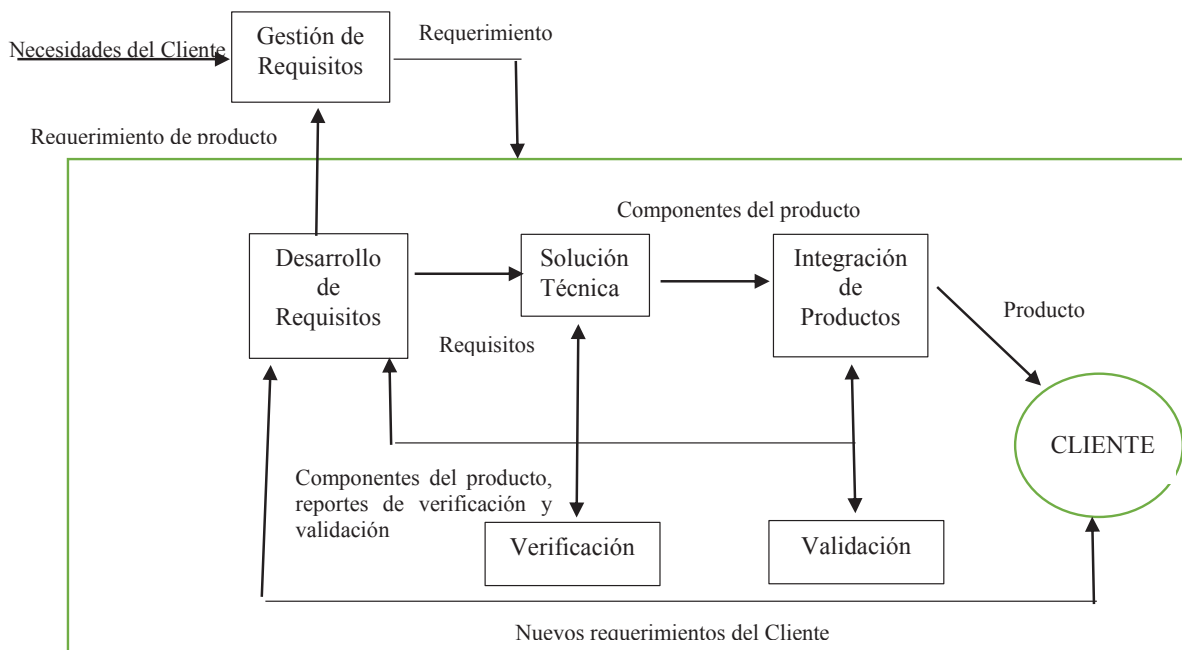 Necesidades del Cliente
Gestión de
Requisitos
Requerimiento
Requerimiento de producto
Componentes del producto
Desarrollo
de
Requisitos
Solución
Técnica
Integración
de
Productos
Producto
Requisitos
CLIENTE
Componentes del producto,
reportes de verificación y
validación
Verificación
Validación
Nuevos requerimientos del Cliente